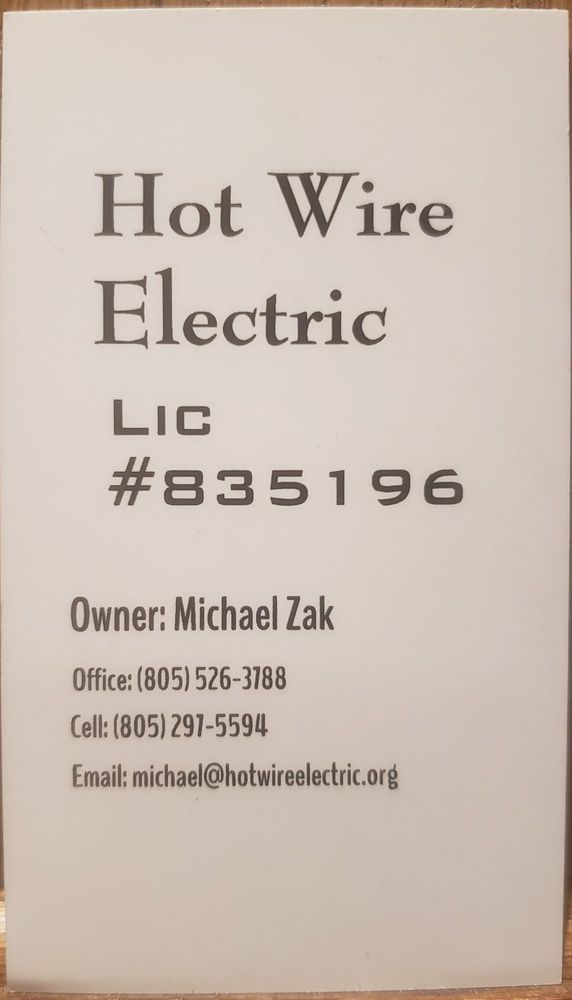 Hot Wire
Electric
Lic
#835196
Owner: Michael Zak
Office: (805) 526-3788
Cell: (805) 297-5594
Email: michael@hotwireelectric.org